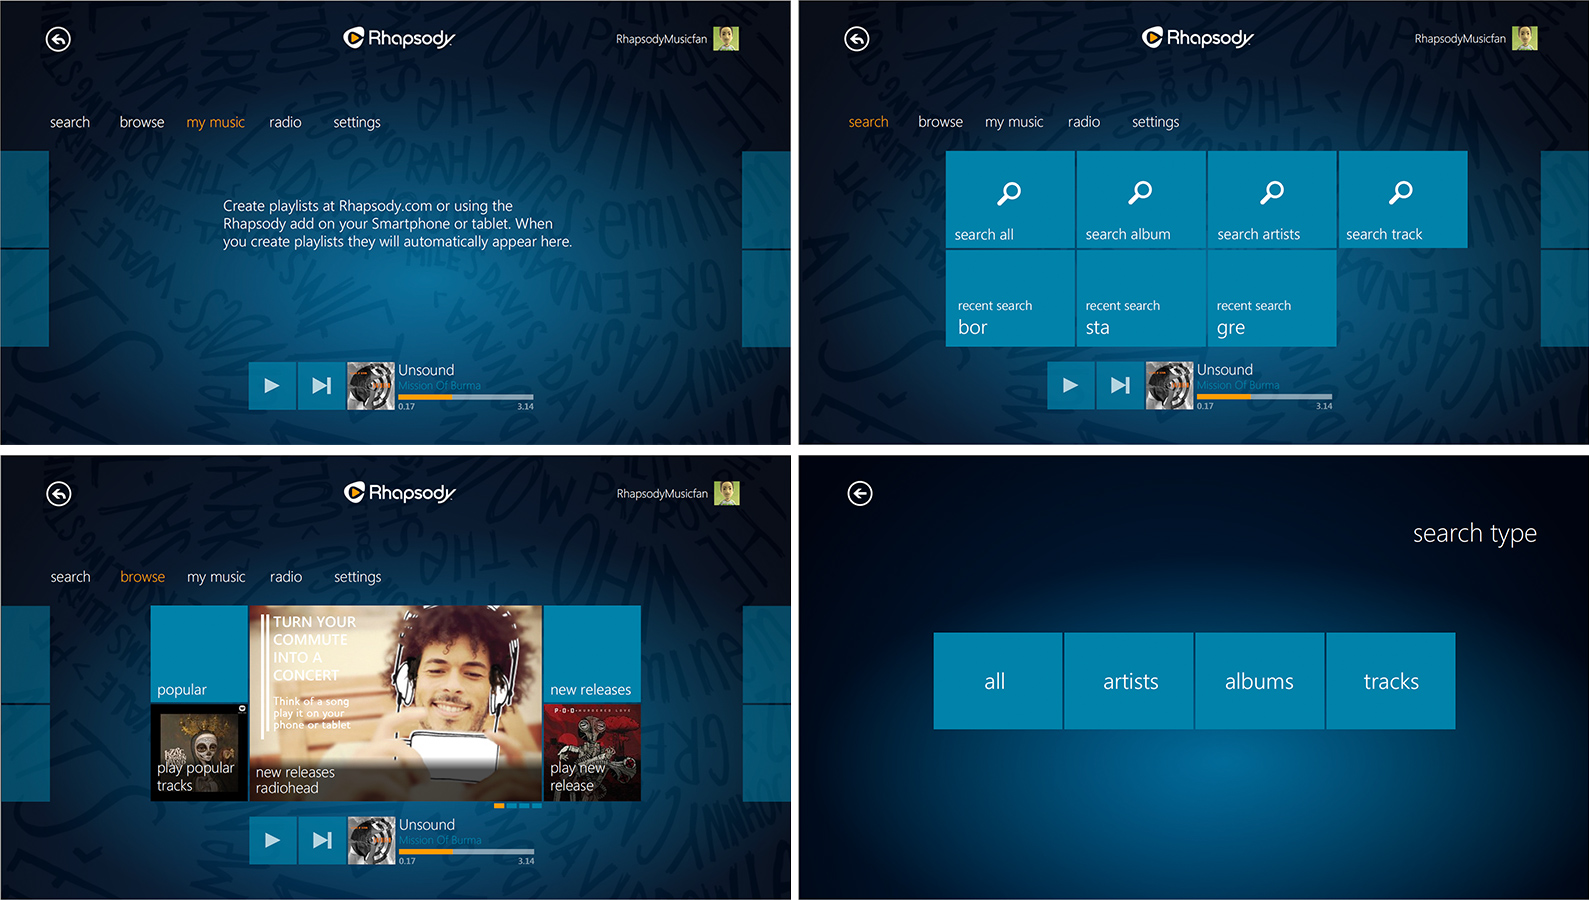 Rhapsody
RhapsodyMusicfan
search browse my music radio settings
Create playlists at Rhapsody.com or using the
Rhapsody add on your Smartphone or tablet. When
you create playlists they will automatically appear here.
Unsound
Mission Of Burma
0.17 3.14
Rhapsody
RhapsodyMusicfan
search browse my music radio settings
search all search album search artists search track
recent search recent search recent search
bor sta gre
Unsound
Mission Of Burma
0.17 3.14
Rhapsody
RhapsodyMusicfan
search browse my music radio settings
TURN YOUR
COMMUTE
INTO A
CONCERT
Think of a song
play it on your
phone or tablet
popular
new releases
play popular
tracks
new releases
radiohead
P.O.D. MURDERED LOVE
play new
release
Unsound
Mission Of Burma
0.17 3.14
search type
all artists albums tracks